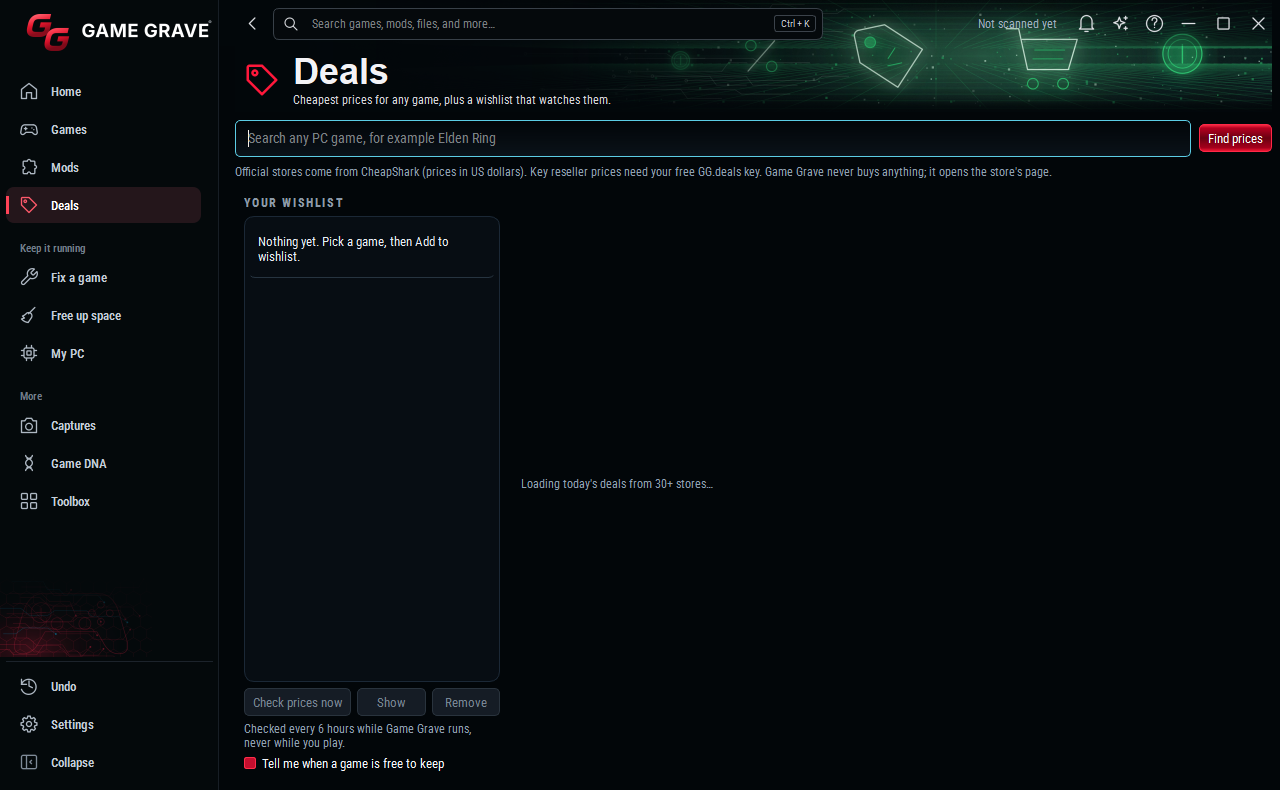 GG GAME GRAVE
Search games, mods, files, and more...
Ctrl + K
Not scanned yet
Home
Games
Mods
Deals
Keep it running
Fix a game
Free up space
My PC
More
Captures
Game DNA
Toolbox
Undo
Settings
Collapse
Deals
Cheapest prices for any game, plus a wishlist that watches them.
Search any PC game, for example Elden Ring
Find prices
Official stores come from CheapShark (prices in US dollars). Key reseller prices need your free GG.deals key. Game Grave never buys anything; it opens the store's page.
YOUR WISHLIST
Nothing yet. Pick a game, then Add to
wishlist.
Loading today's deals from 30+ stores...
Check prices now
Show
Remove
Checked every 6 hours while Game Grave runs,
never while you play.
Tell me when a game is free to keep